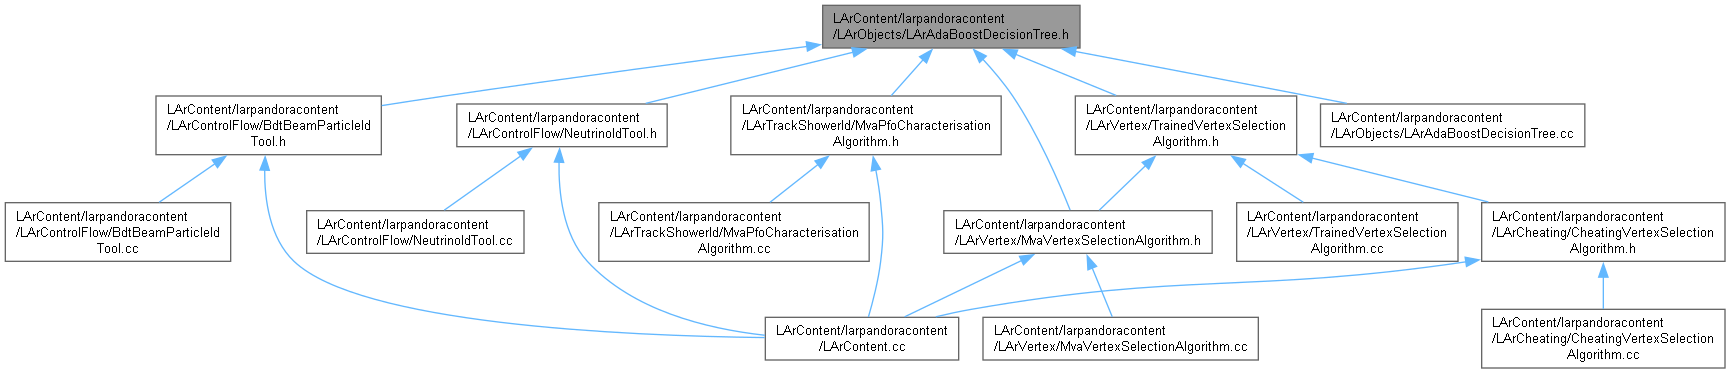 LArContent/larpandoracontent
/LArObjects/LArAdaBoostDecisionTree.h
LArContent/larpandoracontent
/LArControlFlow/BdtBeamParticleId
Tool.h
LArContent/larpandoracontent
/LArControlFlow/NeutrinoIdTool.h
LArContent/larpandoracontent
/LArTrackShowerId/MvaPfoCharacterisation
Algorithm.h
LArContent/larpandoracontent
/LArVertex/TrainedVertexSelection
Algorithm.h
LArContent/larpandoracontent
/LArObjects/LArAdaBoostDecisionTree.cc
LArContent/larpandoracontent
/LArControlFlow/BdtBeamParticleId
Tool.cc
LArContent/larpandoracontent
/LArControlFlow/NeutrinoIdTool.cc
LArContent/larpandoracontent
/LArTrackShowerId/MvaPfoCharacterisation
Algorithm.cc
LArContent/larpandoracontent
/LArVertex/MvaVertexSelectionAlgorithm.h
LArContent/larpandoracontent
/LArVertex/TrainedVertexSelection
Algorithm.cc
LArContent/larpandoracontent
/LArCheating/CheatingVertexSelection
Algorithm.h
LArContent/larpandoracontent
/LArContent.cc
LArContent/larpandoracontent
/LArVertex/MvaVertexSelectionAlgorithm.cc
LArContent/larpandoracontent
/LArCheating/CheatingVertexSelection
Algorithm.cc